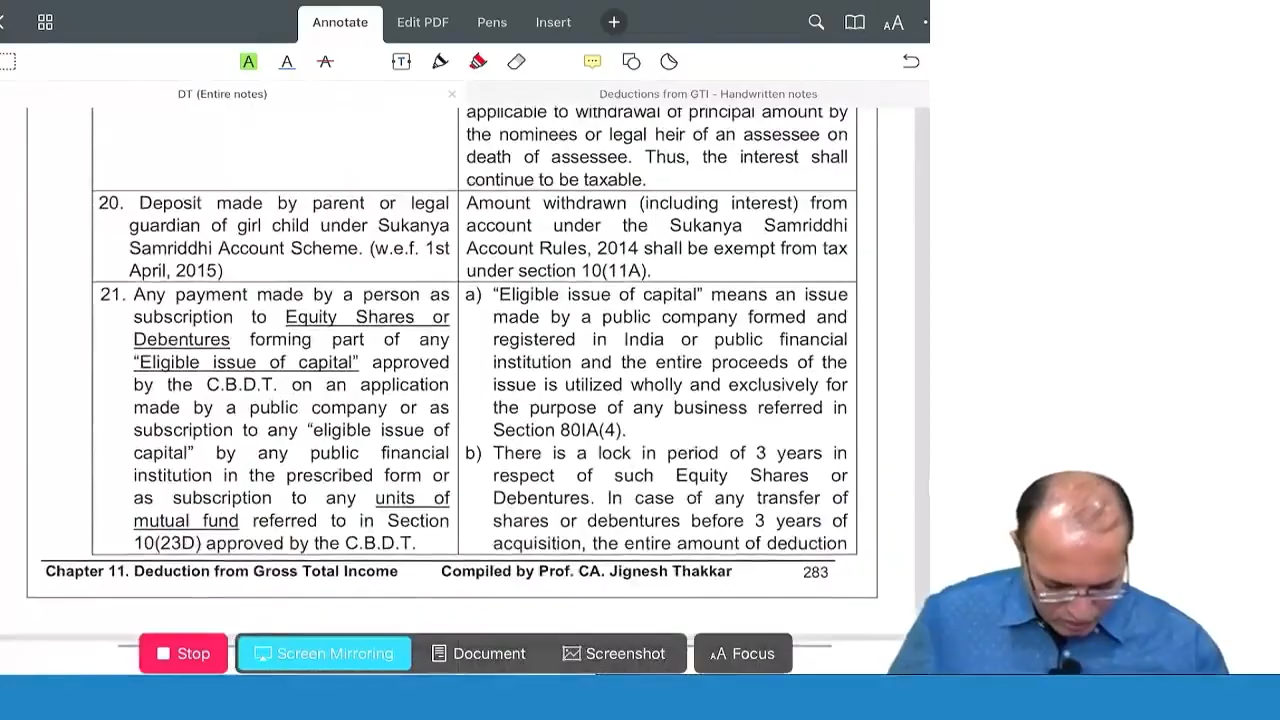 Annotate Edit PDF Pens Insert
AA
A A A T
DT (Entire notes) Deductions from GTI - Handwritten notes
applicable to withdrawal of principal amount by
the nominees or legal heir of an assessee on
death of assessee. Thus, the interest shall
continue to be taxable.
20. Deposit made by parent or legal
guardian of girl child under Sukanya
Samriddhi Account Scheme. (w.e.f. 1st
April, 2015)
Amount withdrawn (including interest) from
account under the Sukanya Samriddhi
Account Rules, 2014 shall be exempt from tax
under section 10(11A).
21. Any payment made by a person as
subscription to Equity Shares or
Debentures forming part of any
“Eligible issue of capital” approved
by the C.B.D.T. on an application
made by a public company or as
subscription to any “eligible issue of
capital” by any public financial
institution in the prescribed form or
as subscription to any units of
mutual fund referred to in Section
10(23D) approved by the C.B.D.T.
a) “Eligible issue of capital” means an issue
made by a public company formed and
registered in India or public financial
institution and the entire proceeds of the
issue is utilized wholly and exclusively for
the purpose of any business referred in
Section 80IA(4).
b) There is a lock in period of 3 years in
respect of such Equity Shares or
Debentures. In case of any transfer of
shares or debentures before 3 years of
acquisition, the entire amount of deduction
Chapter 11. Deduction from Gross Total Income Compiled by Prof. CA. Jignesh Thakkar 283
Stop Screen Mirroring Document Screenshot AA Focus